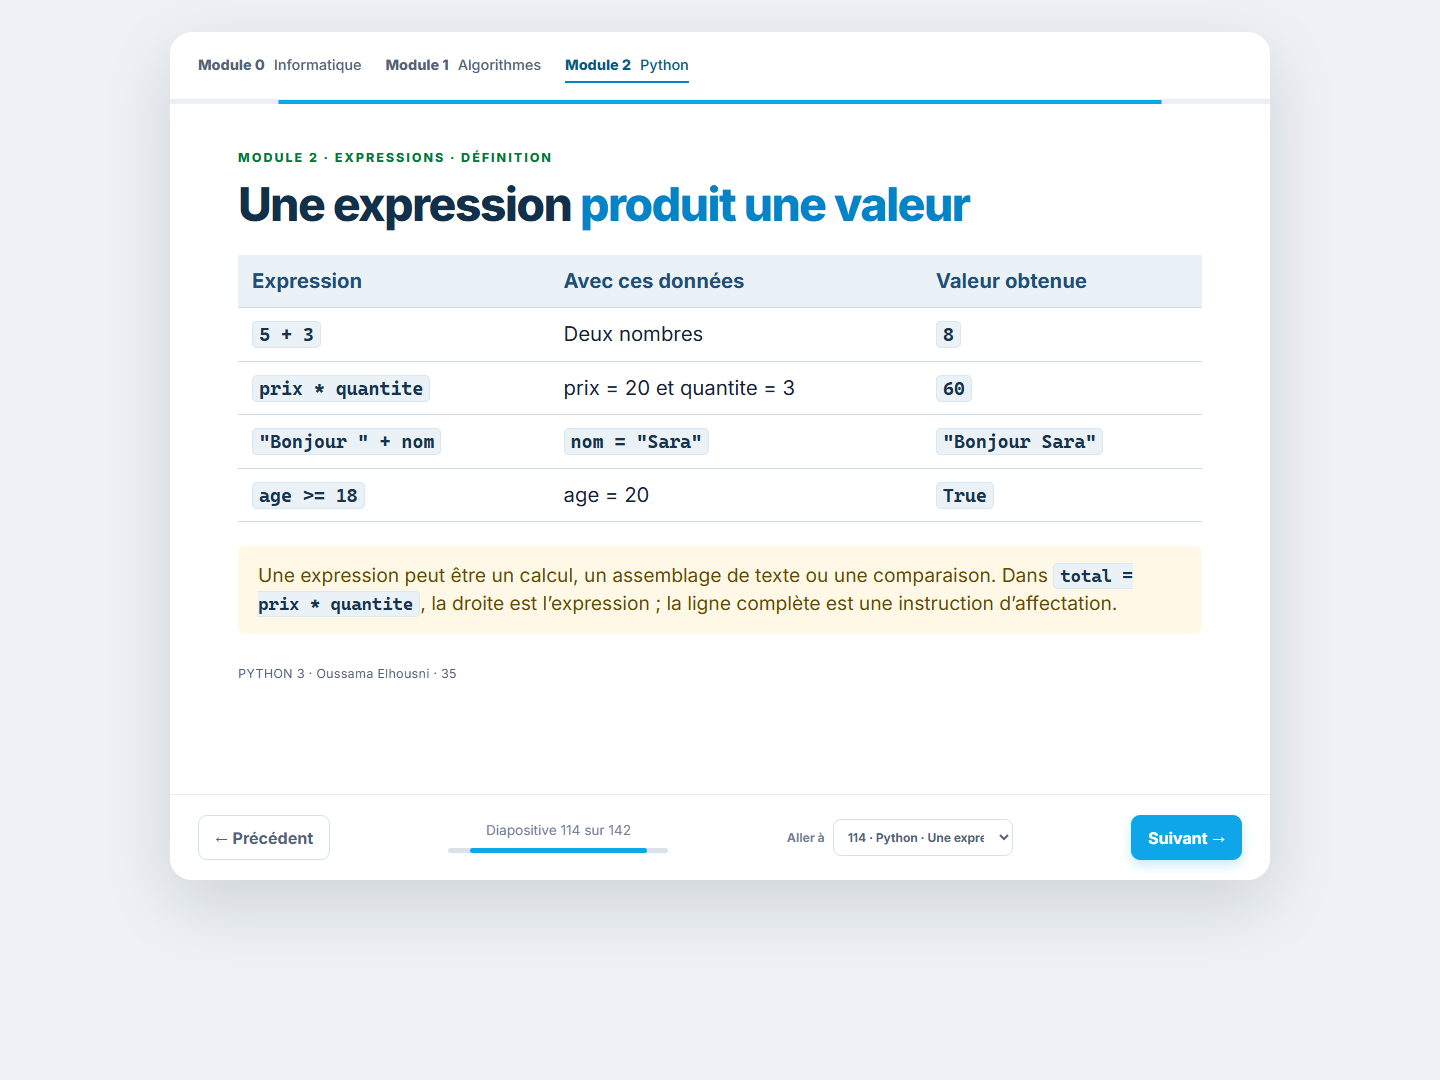 Module 0 Informatique Module 1 Algorithmes Module 2 Python
MODULE 2 · EXPRESSIONS · DÉFINITION
Une expression produit une valeur
Expression Avec ces données Valeur obtenue
5 + 3 Deux nombres 8
prix * quantite prix = 20 et quantite = 3 60
"Bonjour " + nom nom = "Sara" "Bonjour Sara"
age >= 18 age = 20 True
Une expression peut être un calcul, un assemblage de texte ou une comparaison. Dans total =
prix * quantite, la droite est l’expression ; la ligne complète est une instruction d’affectation.
PYTHON 3 · Oussama Elhousni · 35
← Précédent Diapositive 114 sur 142 Aller à 114 · Python · Une expre Suivant →